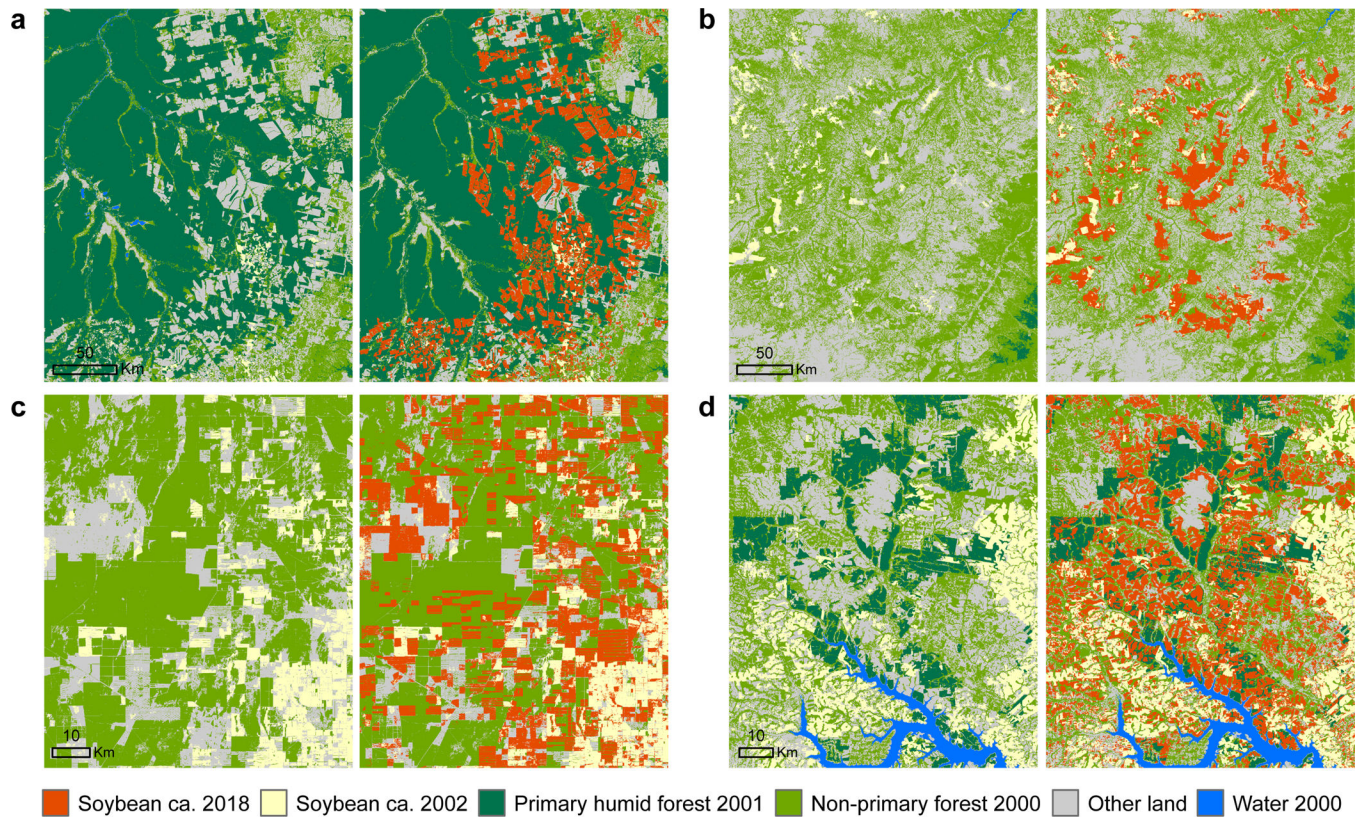 a
b
50
Km
50
Km
c
d
10
Km
10
Km
Soybean ca. 2018 Soybean ca. 2002 Primary humid forest 2001 Non-primary forest 2000 Other land Water 2000